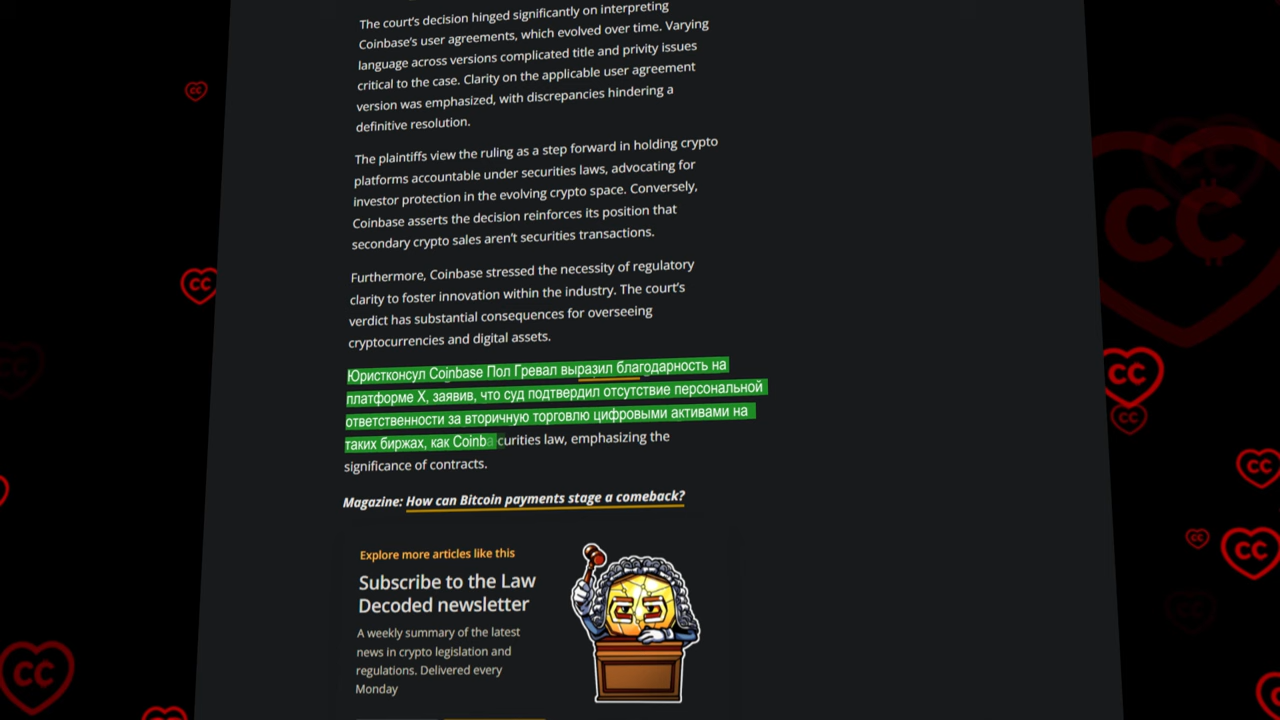 The court's decision hinged significantly on interpreting
Coinbase's user agreements, which evolved over time. Varying
language across versions complicated title and privity issues
critical to the case. Clarity on the applicable user agreement
version was emphasized, with discrepancies hindering a
definitive resolution.
The plaintiffs view the ruling as a step forward in holding crypto
platforms accountable under securities laws, advocating for
investor protection in the evolving crypto space. Conversely,
Coinbase asserts the decision reinforces its position that
secondary crypto sales aren't securities transactions.
Furthermore, Coinbase stressed the necessity of regulatory
clarity to foster innovation within the industry. The court's
verdict has substantial consequences for overseeing
cryptocurrencies and digital assets.
Юристконсул Coinbase Пол Гревал выразил благодарность на
платформе X, заявив, что суд подтвердил отсутствие персональной
ответственности за вторичную торговлю цифровыми активами на
таких биржах, как Coinba curities law, emphasizing the
significance of contracts.
Magazine: How can Bitcoin payments stage a comeback?
Explore more articles like this
Subscribe to the Law
Decoded newsletter
A weekly summary of the latest
news in crypto legislation and
regulations. Delivered every
Monday